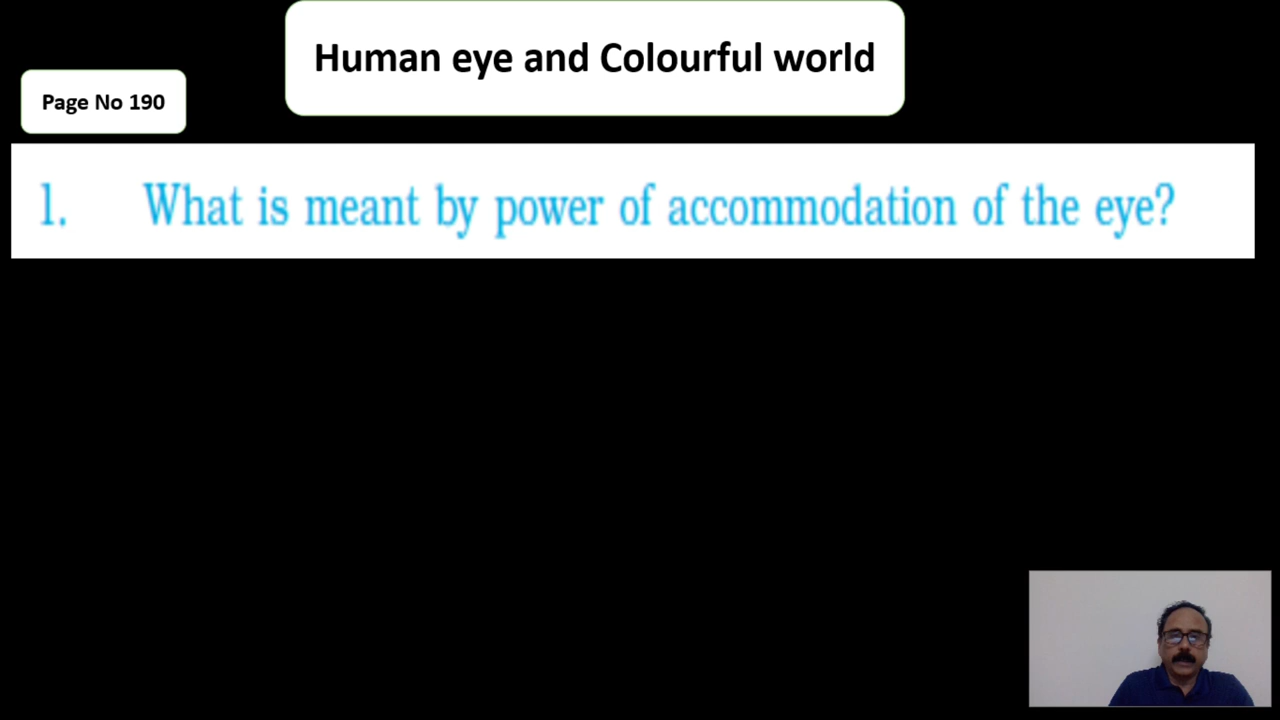 Human eye and Colourful world
Page No 190
1. What is meant by power of accommodation of the eye?